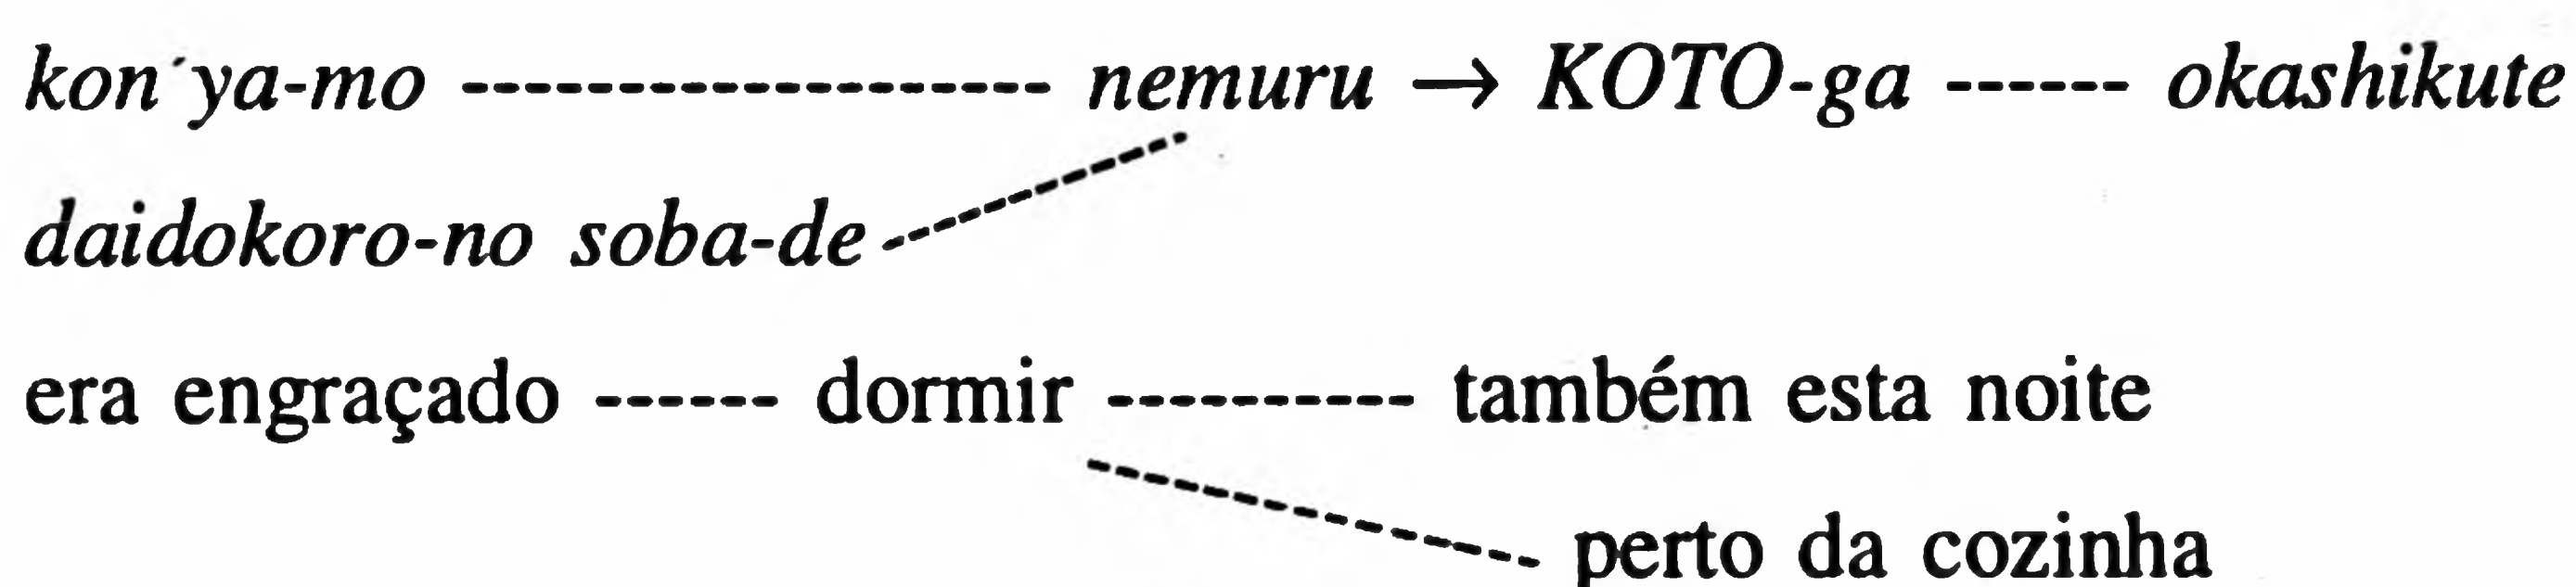 kon´ya-mo -------------------- nemuru → KOTO-ga ------ okashikute
daidokoro-no soba-de
era engraçado ------ dormir ---------- também esta noite
perto da cozinha